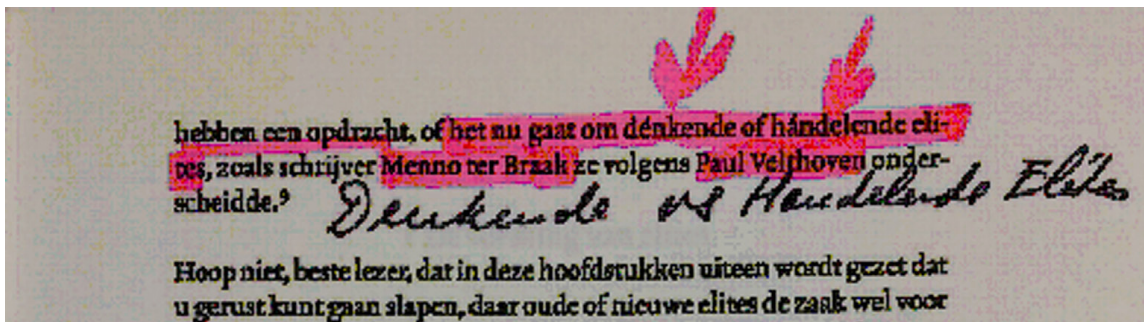 hebben een opdracht, of het nu gaat om dénkende of hándelende eli-
tes, zoals schrijver Menno ter Braak ze volgens Paul Velthoven onder-
scheidde.⁹
Denkende vs Handelende Elites
Hoop niet, beste lezer, dat in deze hoofdstukken uiteen wordt gezet dat
u gerust kunt gaan slapen, daar oude of nieuwe elites de zaak wel voor